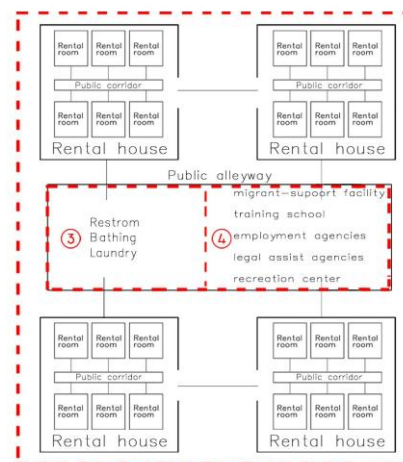 Rental room Rental room Rental room Rental room Rental room Rental room
Public corridor Public corridor
Rental room Rental room Rental room Rental room Rental room Rental room
Rental house Rental house
Public alleyway
③ Restrom
Bathing
Laundry
④ migrant-supoort facility
training school
employment agencies
legal assist agencies
recreation center
Rental room Rental room Rental room Rental room Rental room Rental room
Public corridor Public corridor
Rental room Rental room Rental room Rental room Rental room Rental room
Rental house Rental house